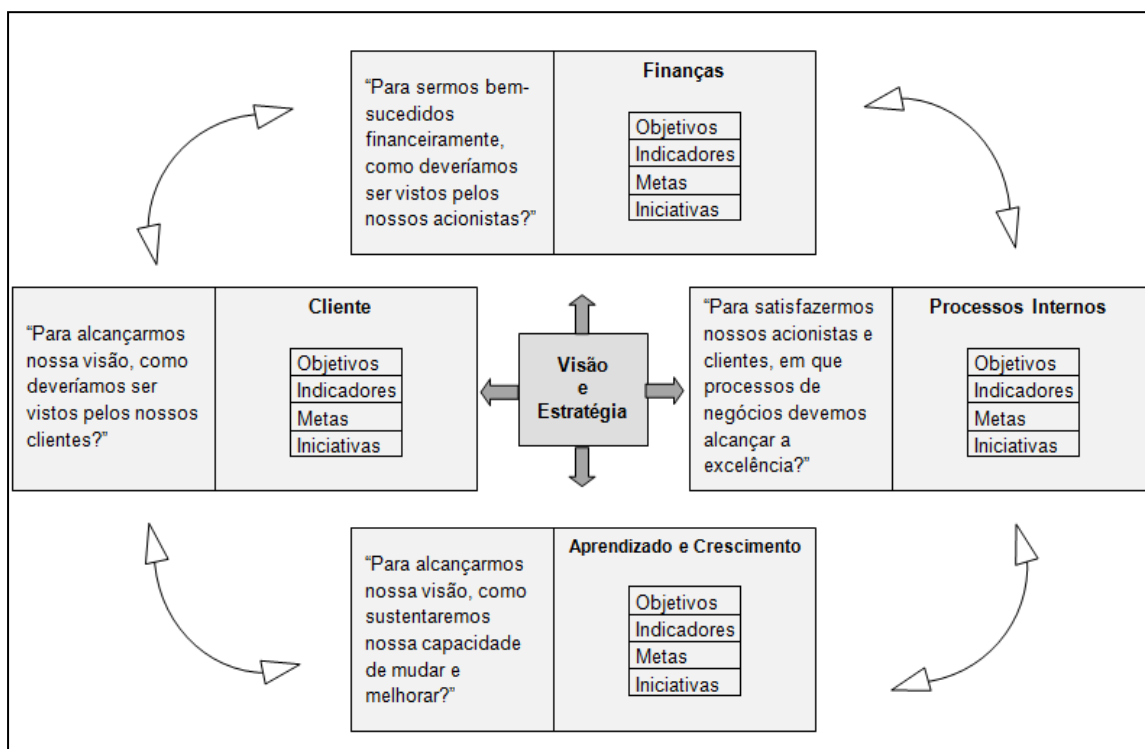 “Para sermos bem-
sucedidos
financeiramente,
como deveríamos
ser vistos pelos
nossos acionistas?”
Finanças
Objetivos
Indicadores
Metas
Iniciativas
“Para alcançarmos
nossa visão, como
deveríamos ser
vistos pelos nossos
clientes?”
Cliente
Objetivos
Indicadores
Metas
Iniciativas
Visão
e
Estratégia
“Para satisfazermos
nossos acionistas e
clientes, em que
processos de
negócios devemos
alcançar a
excelência?”
Processos Internos
Objetivos
Indicadores
Metas
Iniciativas
“Para alcançarmos
nossa visão, como
sustentaremos
nossa capacidade
de mudar e
melhorar?”
Aprendizado e Crescimento
Objetivos
Indicadores
Metas
Iniciativas